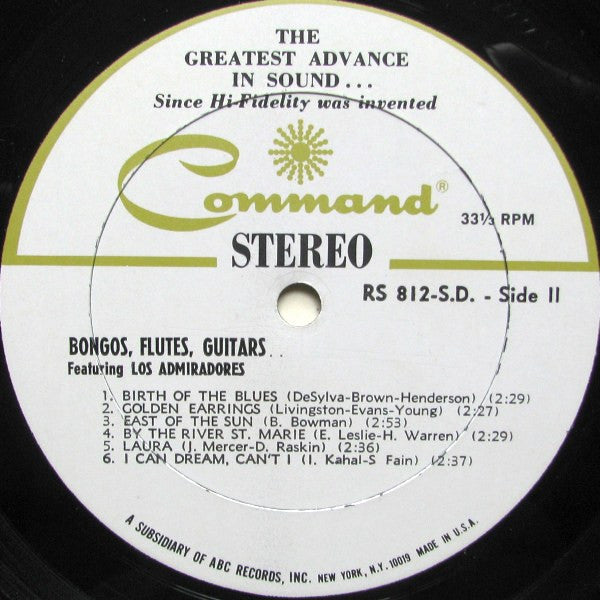 THE
GREATEST ADVANCE
IN SOUND...
Since Hi-Fidelity was invented
Command®
33⅓ RPM
STEREO
RS 812-S.D. - Side II
BONGOS, FLUTES, GUITARS...
Featuring LOS ADMIRADORES
1. BIRTH OF THE BLUES (DeSylva-Brown-Henderson) (2:29)
2. GOLDEN EARRINGS (Livingston-Evans-Young) (2:27)
3. EAST OF THE SUN (B. Bowman) (2:53)
4. BY THE RIVER ST. MARIE (E. Leslie-H. Warren) (2:29)
5. LAURA (J. Mercer-D. Raskin) (2:36)
6. I CAN DREAM, CAN'T I (I. Kahal-S Fain) (2:37)
A SUBSIDIARY OF ABC RECORDS, INC. NEW YORK, N.Y. 10019 MADE IN U.S.A.